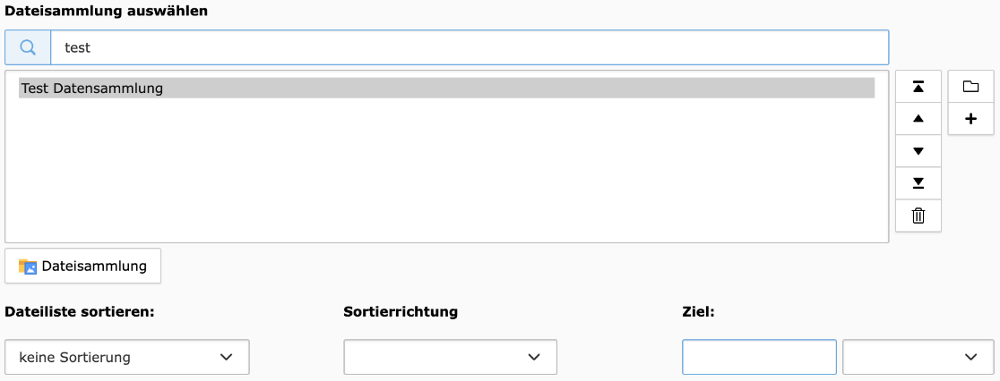 Dateisammlung auswählen
test
Test Datensammlung
Dateisammlung
Dateiliste sortieren: Sortierrichtung Ziel:
keine Sortierung